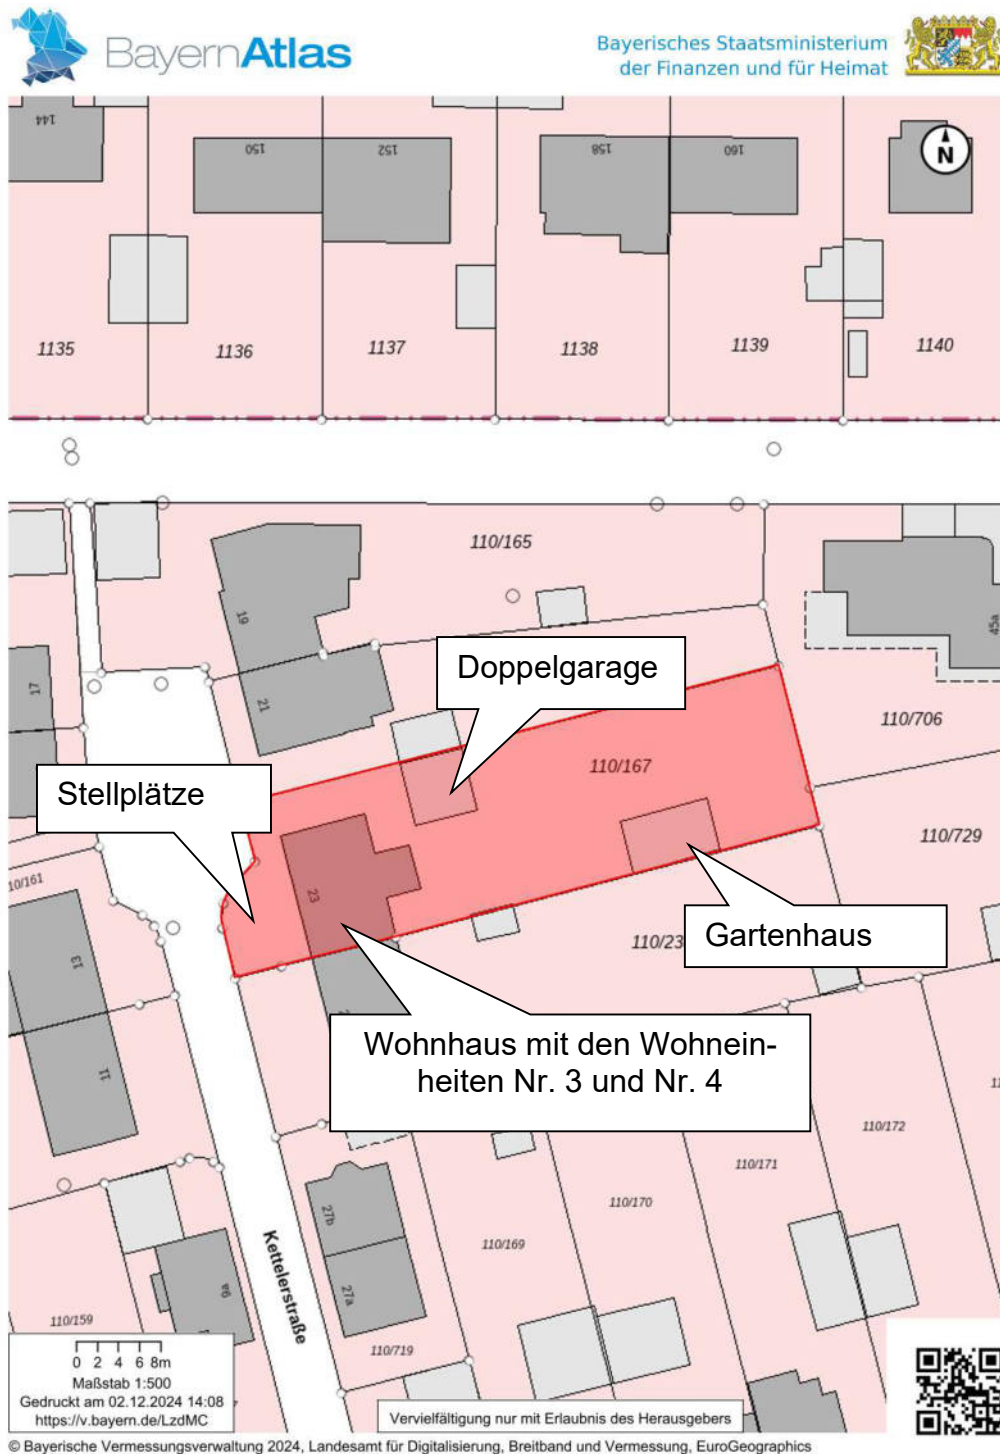 BayernAtlas
Bayerisches Staatsministerium
der Finanzen und für Heimat
144
150
152
158
160
N
1135
1136
1137
1138
1139
1140
110/165
19
45a
17
Doppelgarage
21
110/706
110/167
Stellplätze
110/729
10/161
23
110/23
Gartenhaus
13
Wohnhaus mit den Wohnein-
heiten Nr. 3 und Nr. 4
11
110/172
110/171
110/170
27b
110/169
Kettelerstraße
9a
27a
110/159
110/719
0 2 4 6 8m
Maßstab 1:500
Gedruckt am 02.12.2024 14:08
https://v.bayern.de/LzdMC
Vervielfältigung nur mit Erlaubnis des Herausgebers
© Bayerische Vermessungsverwaltung 2024, Landesamt für Digitalisierung, Breitband und Vermessung, EuroGeographics